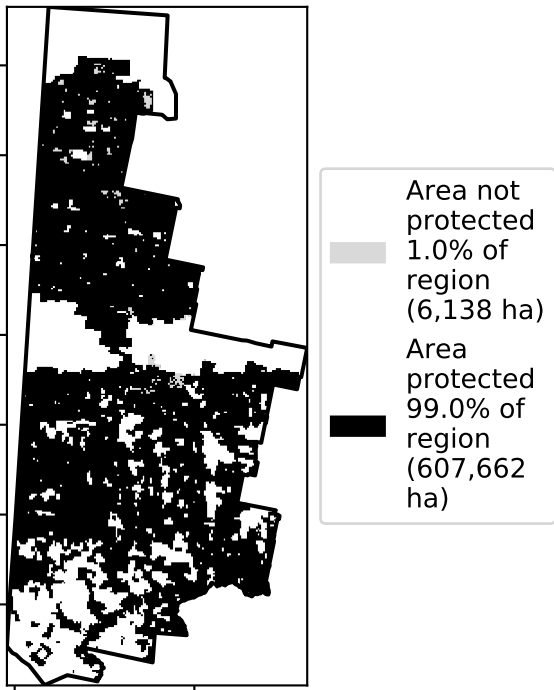 Area not
protected
1.0% of
region
(6,138 ha)
Area
protected
99.0% of
region
(607,662
ha)